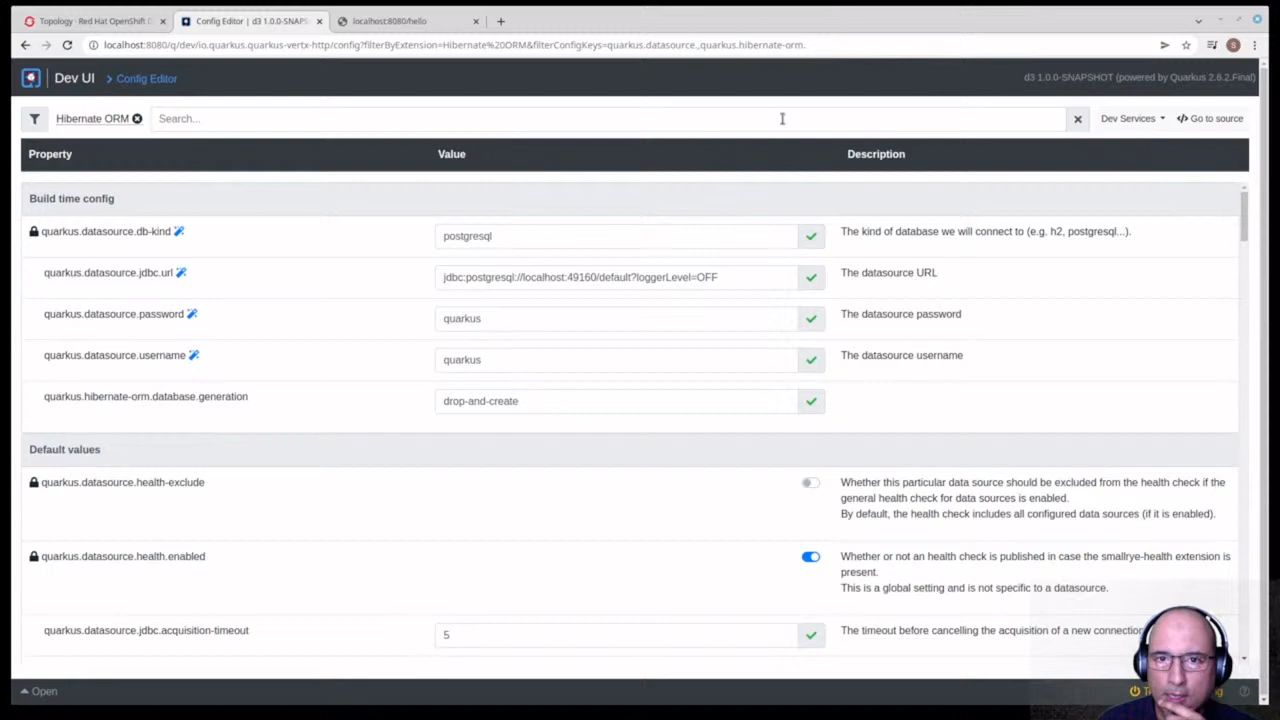 Topology · Red Hat OpenShift D
Config Editor | d3 1.0.0-SNAPS
localhost:8080/hello
localhost:8080/q/dev/io.quarkus.quarkus-vertx-http/config?filterByExtension=Hibernate%20ORM&filterConfigKeys=quarkus.datasource.,quarkus.hibernate-orm.
S
Dev UI
Config Editor
d3 1.0.0-SNAPSHOT (powered by Quarkus 2.6.2.Final)
Hibernate ORM
Search...
Dev Services
Go to source
Property
Value
Description
Build time config
quarkus.datasource.db-kind
postgresql
The kind of database we will connect to (e.g. h2, postgresql...).
quarkus.datasource.jdbc.url
jdbc:postgresql://localhost:49160/default?loggerLevel=OFF
The datasource URL
quarkus.datasource.password
quarkus
The datasource password
quarkus.datasource.username
quarkus
The datasource username
quarkus.hibernate-orm.database.generation
drop-and-create
Default values
quarkus.datasource.health-exclude
Whether this particular data source should be excluded from the health check if the
general health check for data sources is enabled.
By default, the health check includes all configured data sources (if it is enabled).
quarkus.datasource.health.enabled
Whether or not an health check is published in case the smallrye-health extension is
present.
This is a global setting and is not specific to a datasource.
quarkus.datasource.jdbc.acquisition-timeout
5
The timeout before cancelling the acquisition of a new connection
Open